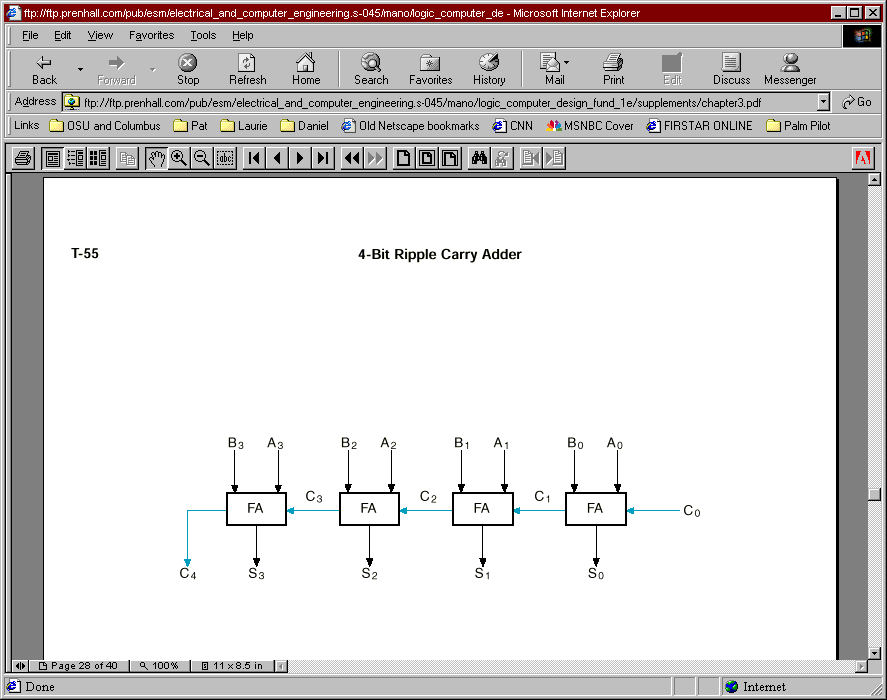 ftp://ftp.prenhall.com/pub/esm/electrical_and_computer_engineering.s-045/mano/logic_computer_de - Microsoft Internet Explorer
File Edit View Favorites Tools Help
Back Forward Stop Refresh Home Search Favorites History Mail Print Edit Discuss Messenger
Address ftp://ftp.prenhall.com/pub/esm/electrical_and_computer_engineering.s-045/mano/logic_computer_design_fund_1e/supplements/chapter3.pdf Go
Links OSU and Columbus Pat Laurie Daniel Old Netscape bookmarks CNN MSNBC Cover FIRSTAR ONLINE Palm Pilot
T-55 4-Bit Ripple Carry Adder
B3 A3 B2 A2 B1 A1 B0 A0
FA C3 FA C2 FA C1 FA C0
C4 S3 S2 S1 S0
Page 28 of 40 100% 11 x 8.5 in
Done Internet